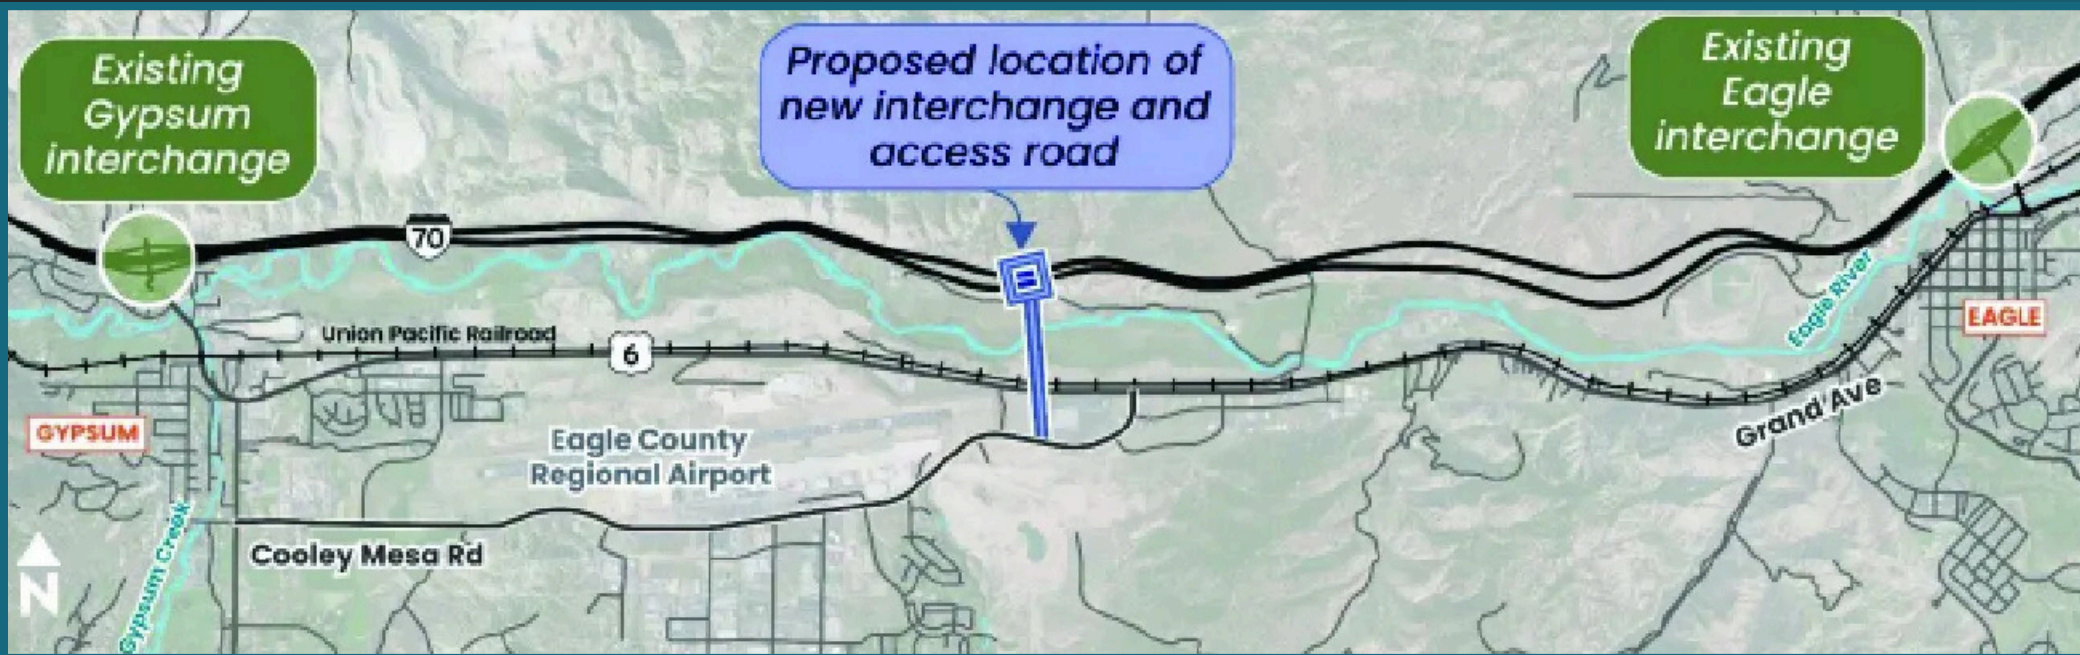 Existing
Gypsum
interchange
Proposed location of
new interchange and
access road
Existing
Eagle
interchange
70
Eagle River
EAGLE
Union Pacific Railroad
6
GYPSUM
Eagle County
Regional Airport
Grand Ave
Gypsum Creek
Cooley Mesa Rd
N